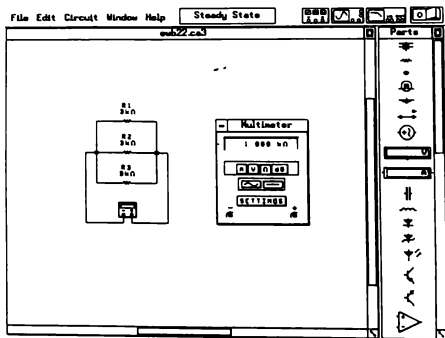 File Edit Circuit Window Help Steady State
ewb22.ca3
Parts
R1
3kΩ
R2
3kΩ
R3
3kΩ
Multimeter
1.000 kΩ
A V Ω dB
SETTINGS
- +
V
A